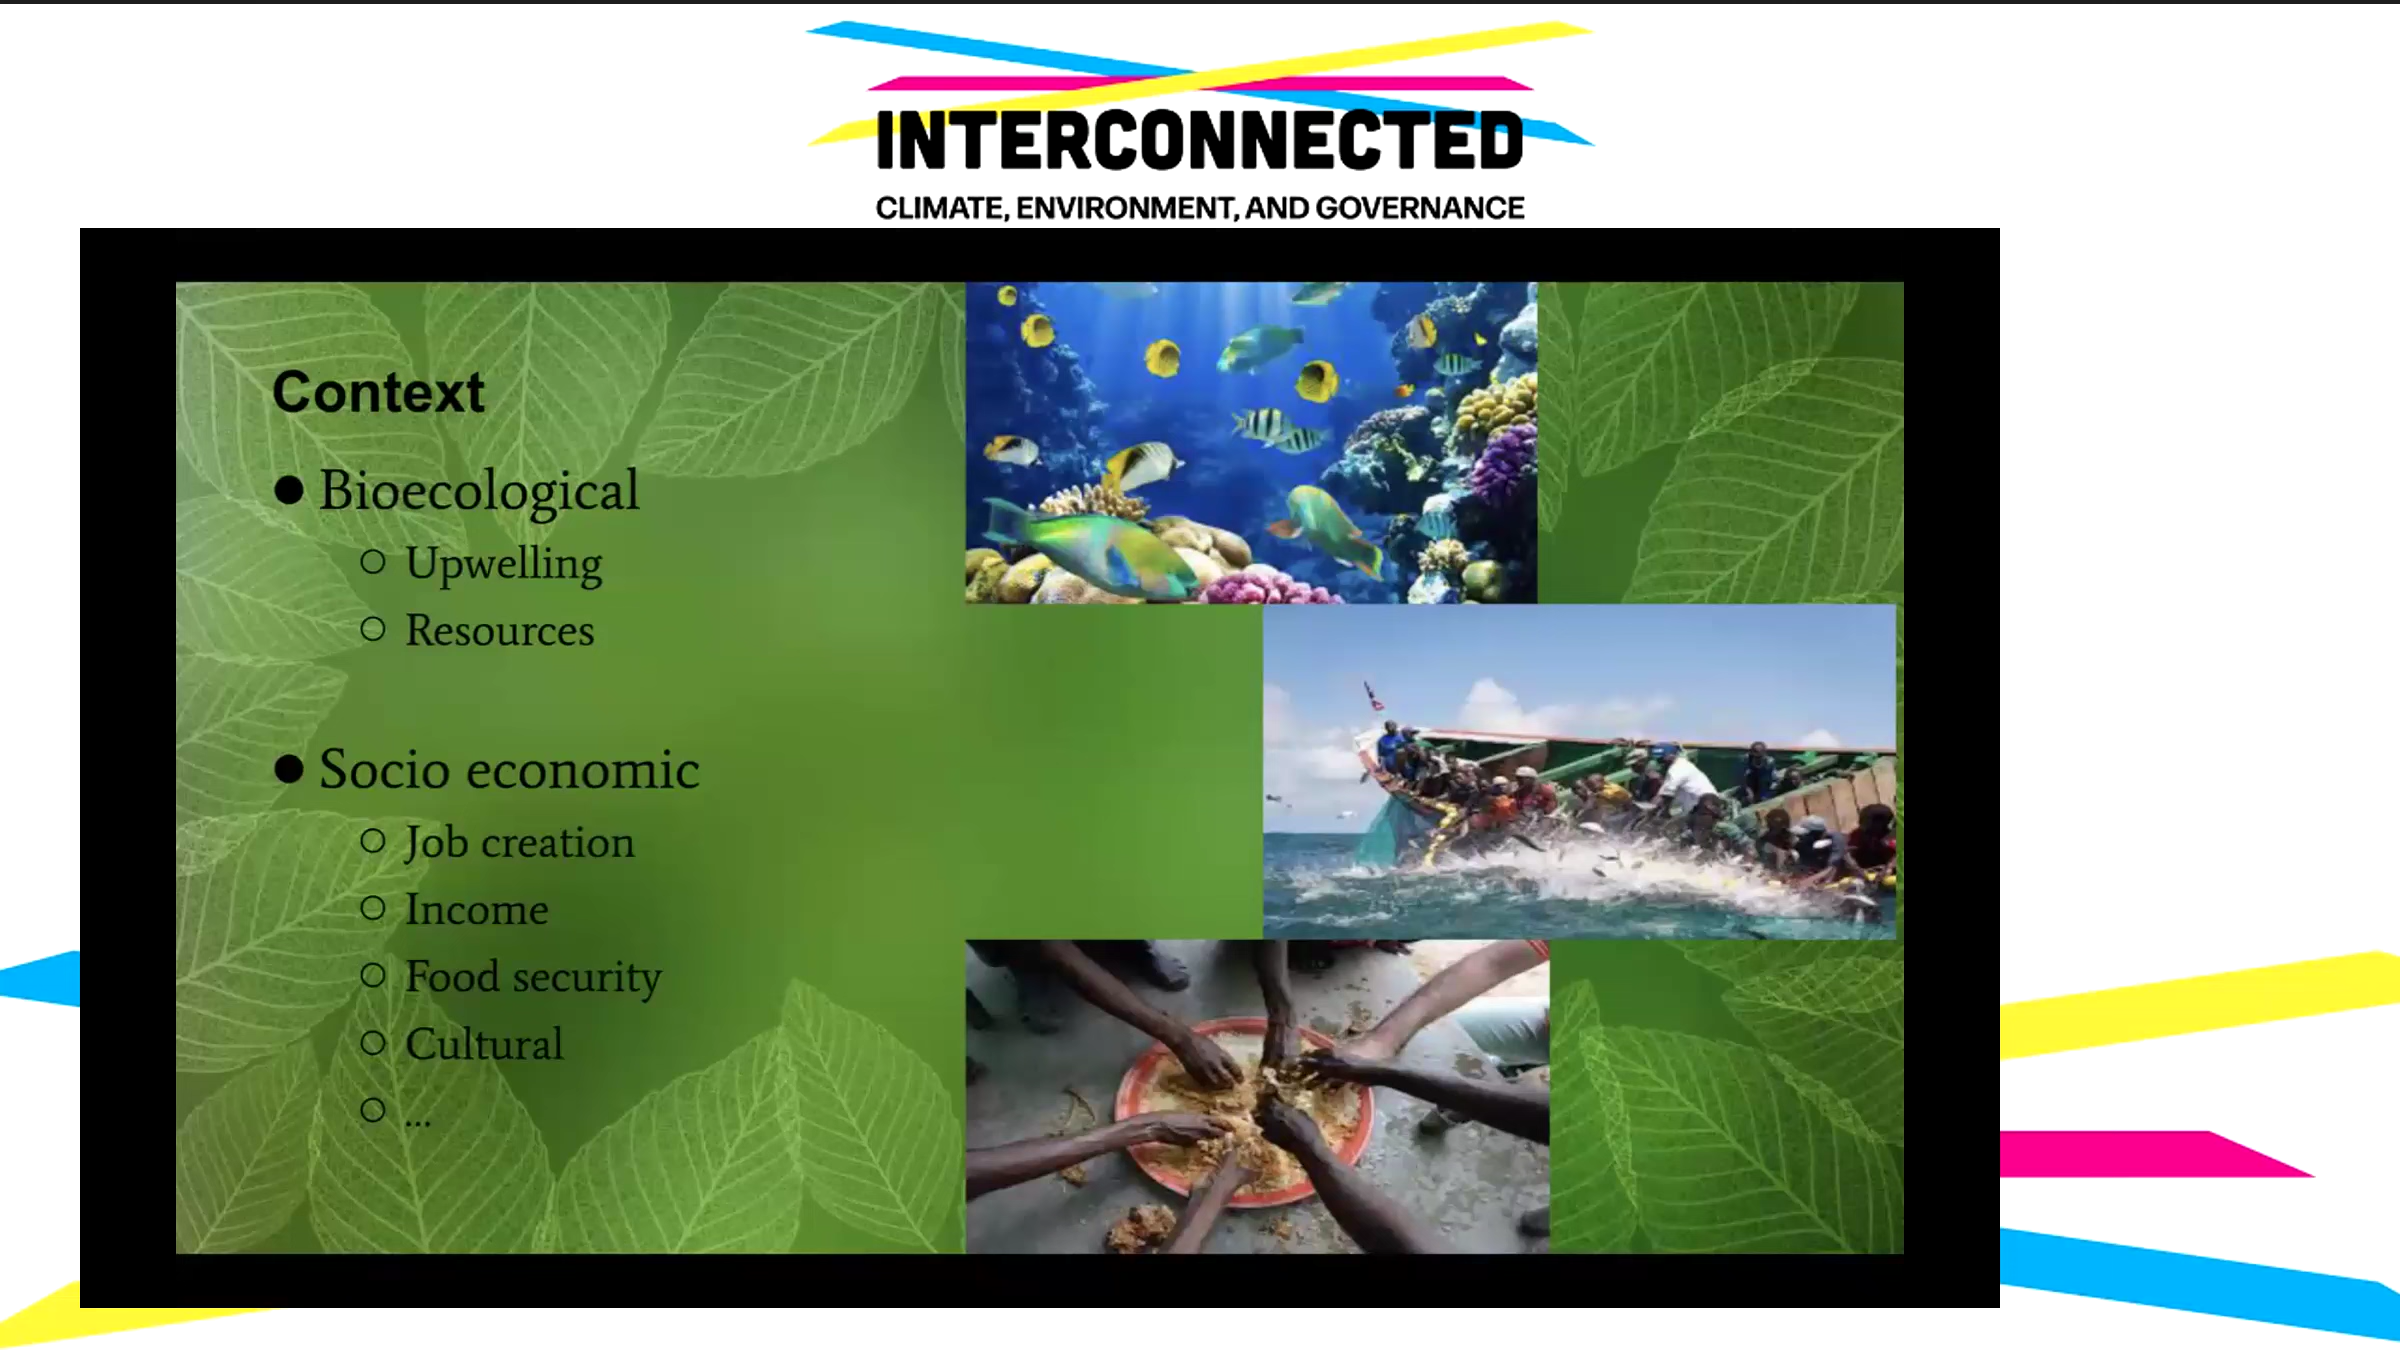 INTERCONNECTED
CLIMATE, ENVIRONMENT, AND GOVERNANCE
Context
● Bioecological
○ Upwelling
○ Resources
● Socio economic
○ Job creation
○ Income
○ Food security
○ Cultural
○ ...